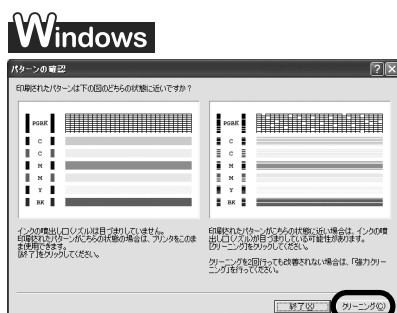 Windows
パターンの確認
印刷されたパターンは下の図のどちらの状態に近いですか？
PGBK
C
C
M
M
Y
BK
インクの噴出し口(ノズル)は目づまりしていません。
印刷されたパターンがこちらの状態の場合は、プリンタをこのまま使用できます。
[終了]をクリックしてください。
PGBK
C
C
M
M
Y
BK
印刷されたパターンがこちらの状態に近い場合は、インクの噴出し口(ノズル)が目づまりしている可能性があります。
[クリーニング]をクリックしてください。
クリーニングを2回行っても改善されない場合は、「強力クリーニング」を行ってください。
終了(X)
クリーニング(C)